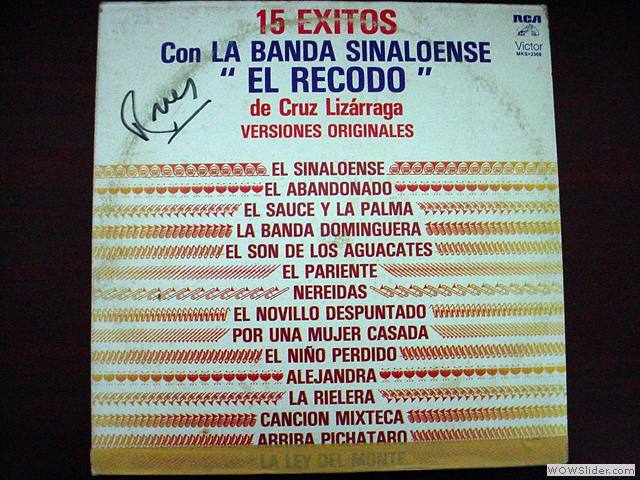 15 EXITOS
Con LA BANDA SINALOENSE
" EL RECODO "
de Cruz Lizárraga
VERSIONES ORIGINALES
RCA
Victor
EL SINALOENSE
EL ABANDONADO
EL SAUCE Y LA PALMA
LA BANDA DOMINGUERA
EL SON DE LOS AGUACATES
EL PARIENTE
NEREIDAS
EL NOVILLO DESPUNTADO
POR UNA MUJER CASADA
EL NIÑO PERDIDO
ALEJANDRA
LA RIELERA
CANCION MIXTECA
ARRIBA PICHATARO
LA LEY DEL MONTE
WOWSlider.com